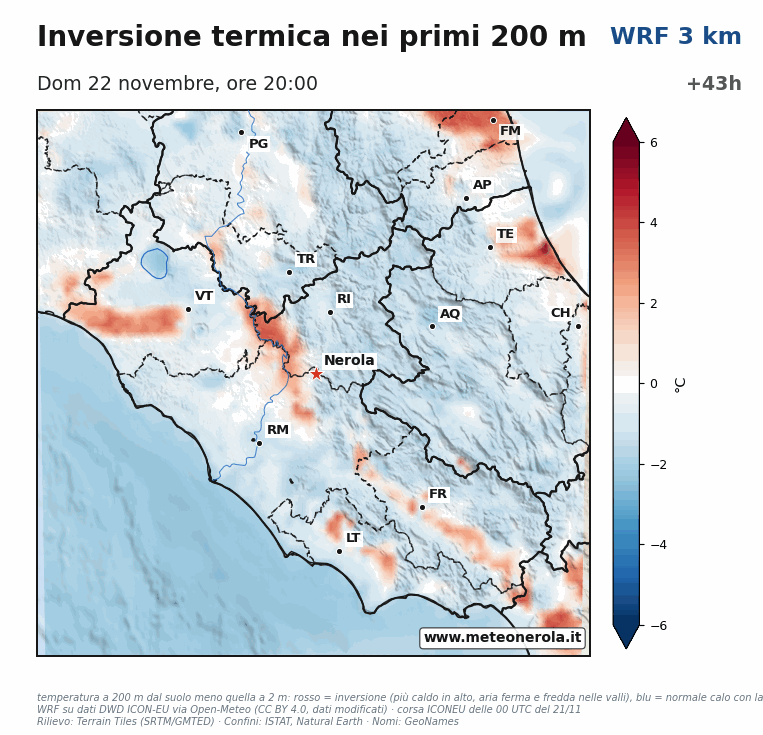 Inversione termica nei primi 200 m WRF 3 km
Dom 22 novembre, ore 20:00 +43h
FM
PG
AP
TE
TR
VT
RI
AQ
CH
Nerola
RM
FR
LT
www.meteonerola.it
6
4
2
0
−2
−4
−6
°C
temperatura a 200 m dal suolo meno quella a 2 m: rosso = inversione (più caldo in alto, aria ferma e fredda nelle valli), blu = normale calo con la
WRF su dati DWD ICON-EU via Open-Meteo (CC BY 4.0, dati modificati) · corsa ICONEU delle 00 UTC del 21/11
Rilievo: Terrain Tiles (SRTM/GMTED) · Confini: ISTAT, Natural Earth · Nomi: GeoNames